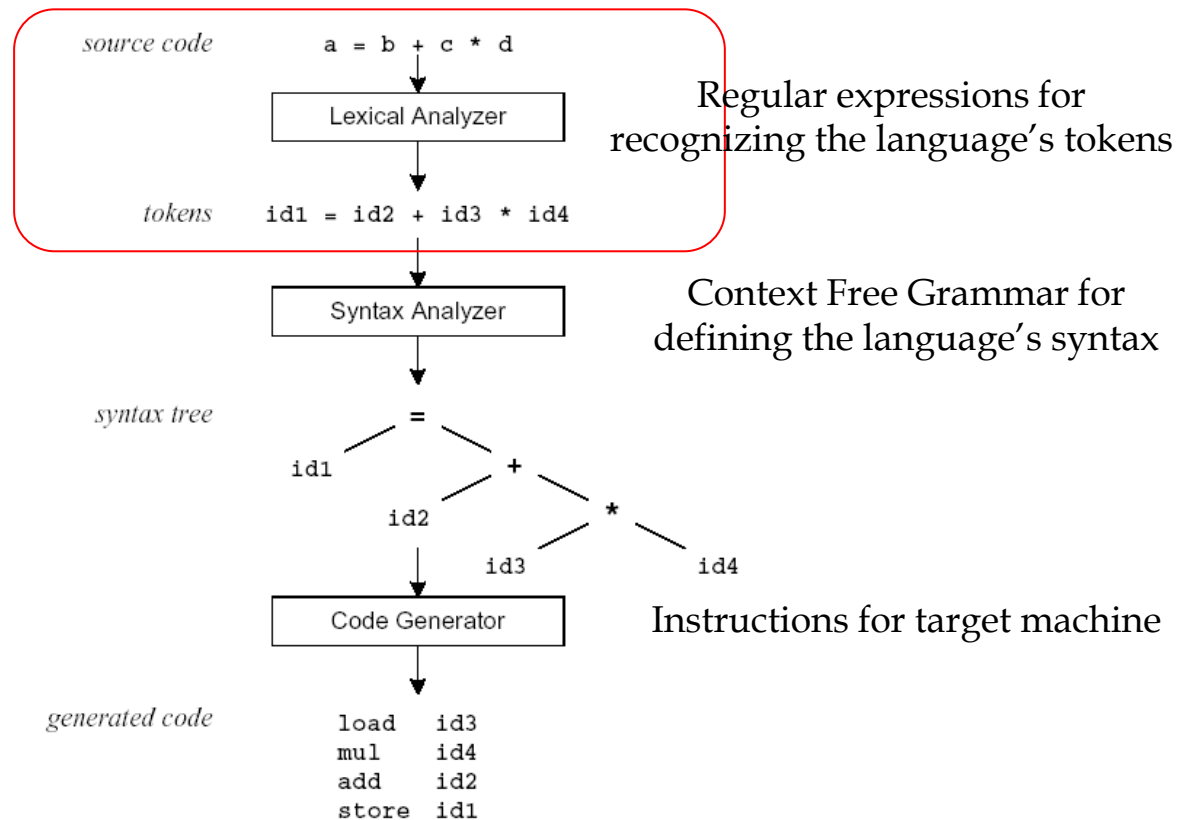 source code
a = b + c * d
Lexical Analyzer
Regular expressions for
recognizing the language’s tokens
tokens
id1 = id2 + id3 * id4
Syntax Analyzer
Context Free Grammar for
defining the language’s syntax
syntax tree
=
id1
+
id2
*
id3
id4
Code Generator
Instructions for target machine
generated code
load id3
mul id4
add id2
store id1